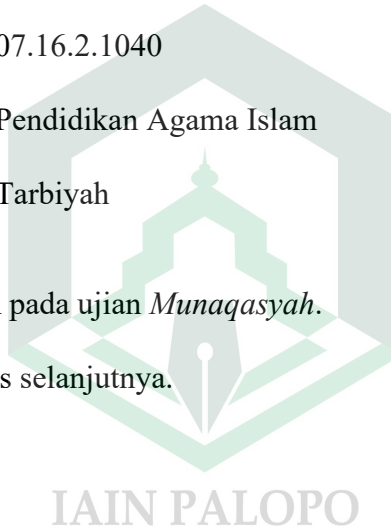 07.16.2.1040
Pendidikan Agama Islam
Tarbiyah
pada ujian Munaqasyah.
s selanjutnya.
IAIN PALOPO